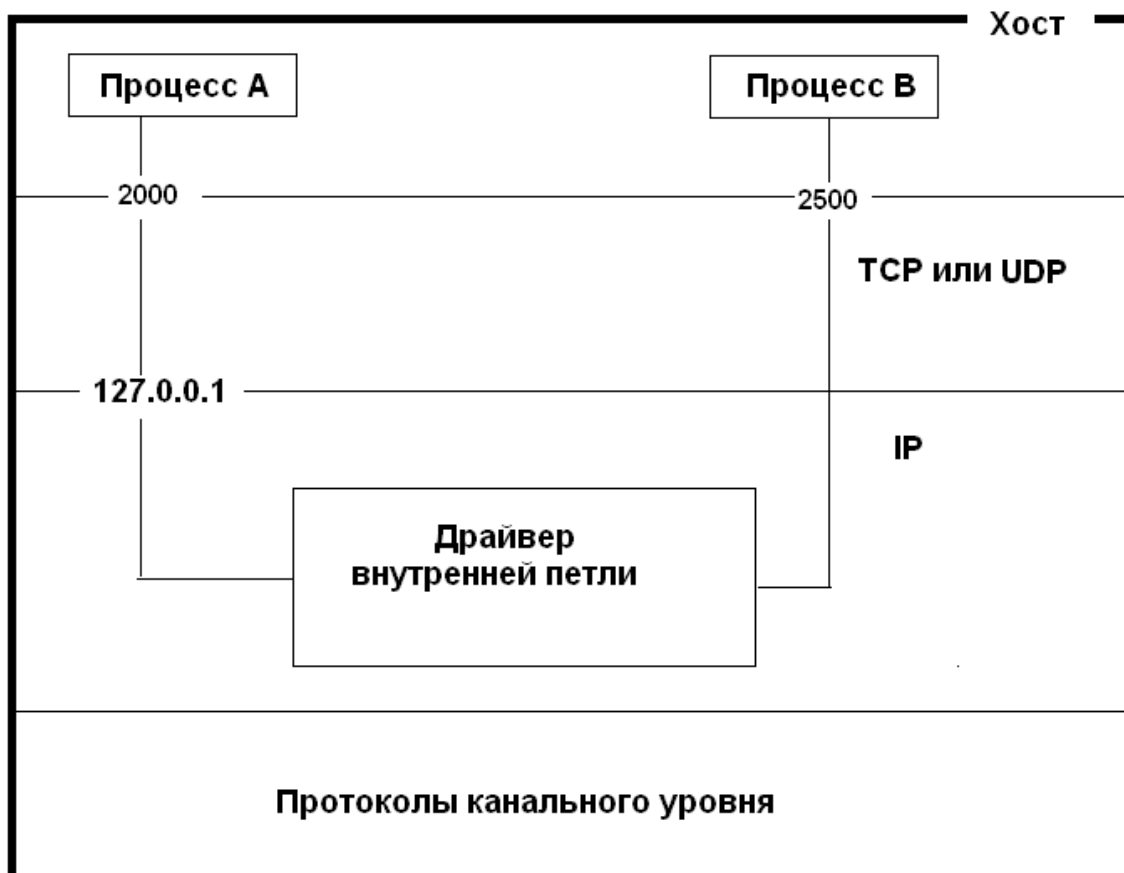 Хост
Процесс А
Процесс В
2000
2500
TCP или UDP
127.0.0.1
IP
Драйвер
внутренней петли
Протоколы канального уровня